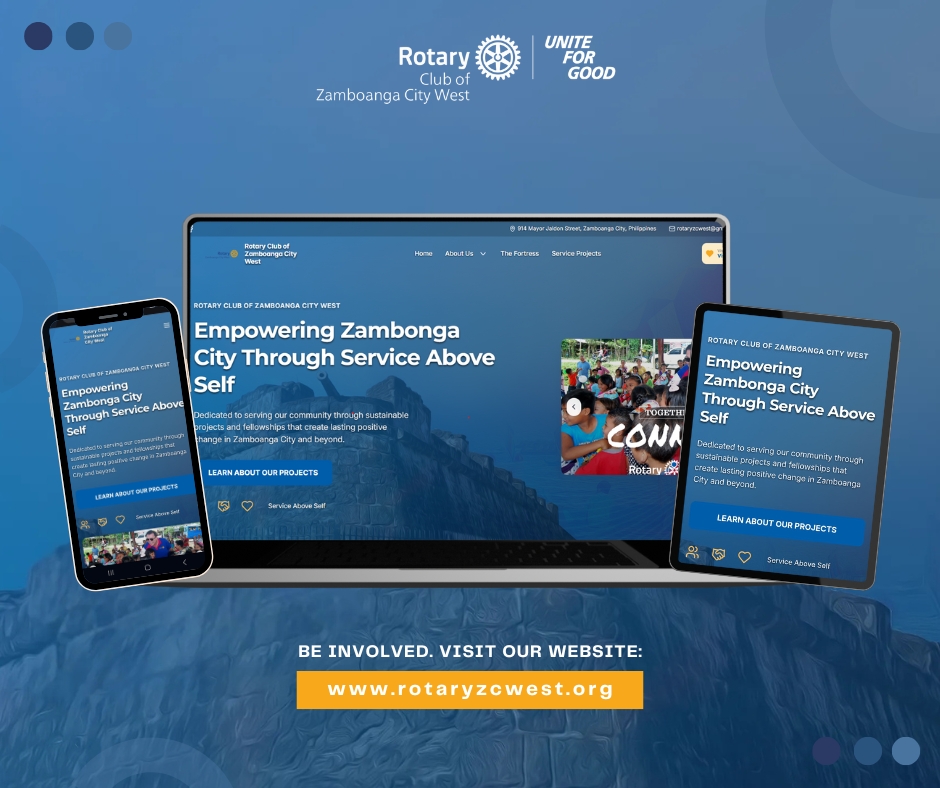 Rotary
Club of
Zamboanga City West
UNITE
FOR
GOOD
914 Mayor Jaldon Street, Zamboanga City, Philippines
rotaryzcwest@gm
Rotary Club of
Zamboanga City
West
Home
About Us
The Fortress
Service Projects
ROTARY CLUB OF ZAMBOANGA CITY WEST
Empowering Zambonga
City Through Service Above
Self
Dedicated to serving our community through sustainable
projects and fellowships that create lasting positive
change in Zamboanga City and beyond.
LEARN ABOUT OUR PROJECTS
Service Above Self
TOGETH
CONN
Rotary
Rotary Club of
Zamboanga
City West
ROTARY CLUB OF ZAMBOANGA CITY WEST
Empowering
Zambonga City
Through Service Above
Self
Dedicated to serving our community through
sustainable projects and fellowships that
create lasting positive change in Zamboanga
City and beyond.
LEARN ABOUT OUR PROJECTS
Service Above Self
ROTARY CLUB OF ZAMBOANGA CITY WEST
Empowering
Zambonga City
Through Service Above
Self
Dedicated to serving our community through
sustainable projects and fellowships that
create lasting positive change in Zamboanga
City and beyond.
LEARN ABOUT OUR PROJECTS
Service Above Self
BE INVOLVED. VISIT OUR WEBSITE:
www.rotaryzcwest.org